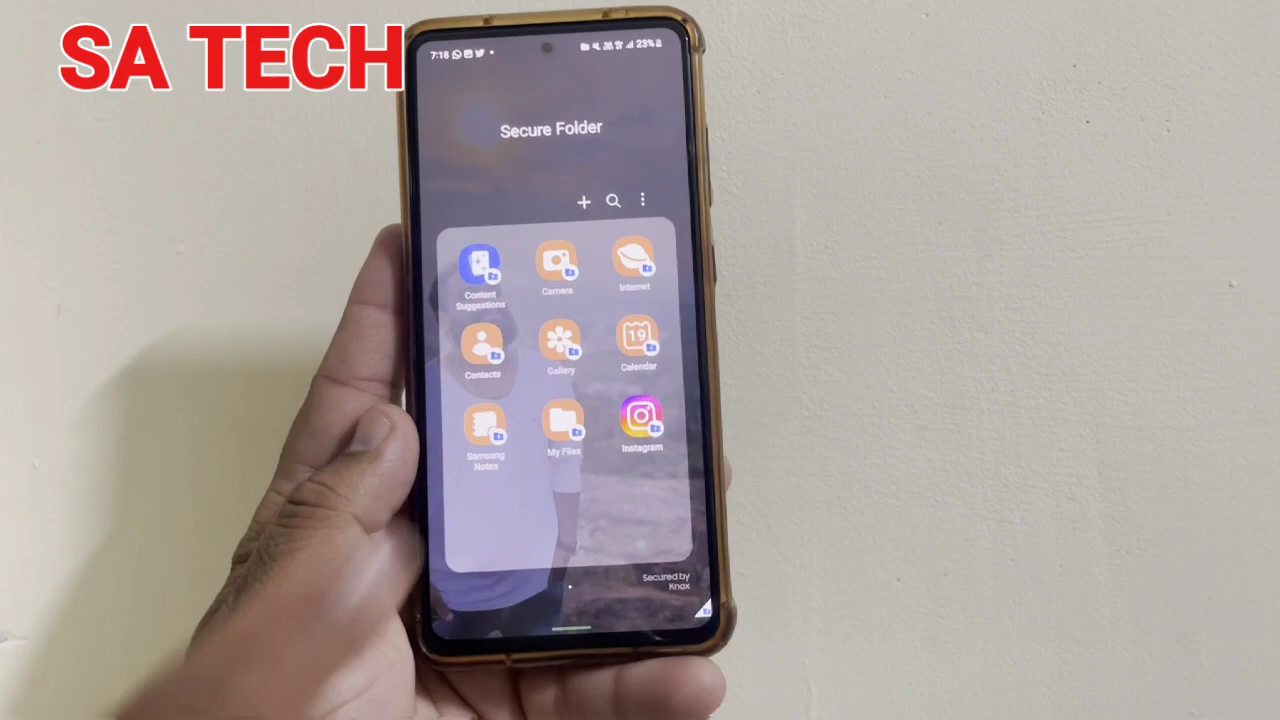 SA TECH
7:18
23%
Secure Folder
Content
Suggestions
Camera
Internet
Contacts
Gallery
19
Calendar
Samsung
Notes
My Files
Instagram
Secured by
Knox